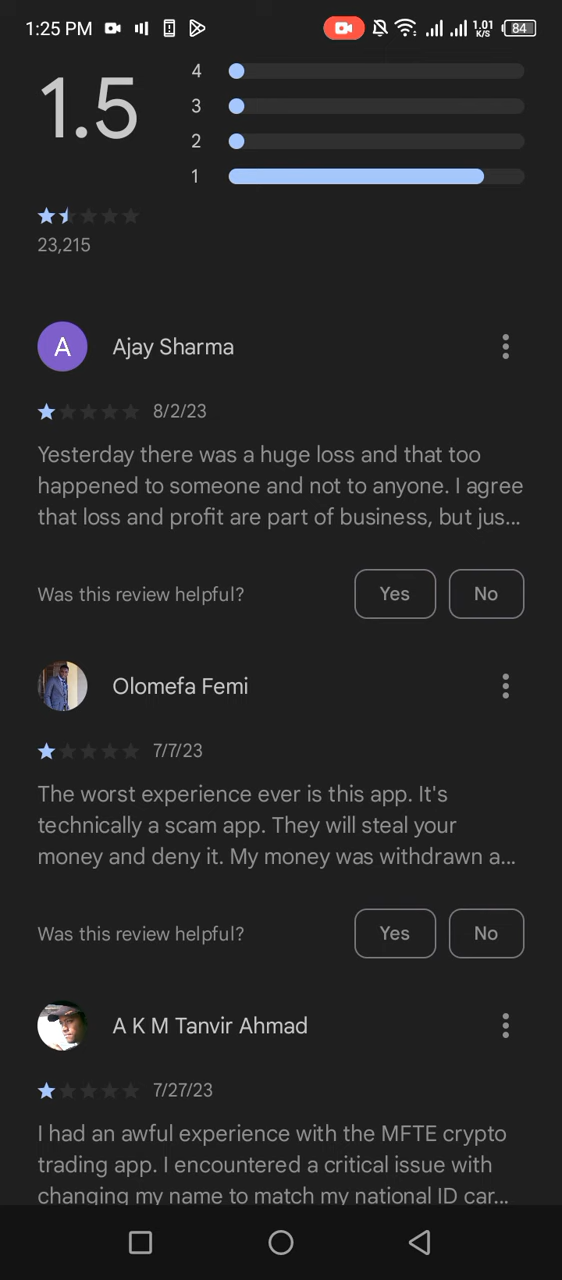 1:25 PM
1.01
K/S
84
4
1.5
3
2
1
23,215
A
Ajay Sharma
8/2/23
Yesterday there was a huge loss and that too
happened to someone and not to anyone. I agree
that loss and profit are part of business, but jus...
Was this review helpful?
Yes
No
Olomefa Femi
7/7/23
The worst experience ever is this app. It's
technically a scam app. They will steal your
money and deny it. My money was withdrawn a...
Was this review helpful?
Yes
No
A K M Tanvir Ahmad
7/27/23
I had an awful experience with the MFTE crypto
trading app. I encountered a critical issue with
changing my name to match my national ID car...